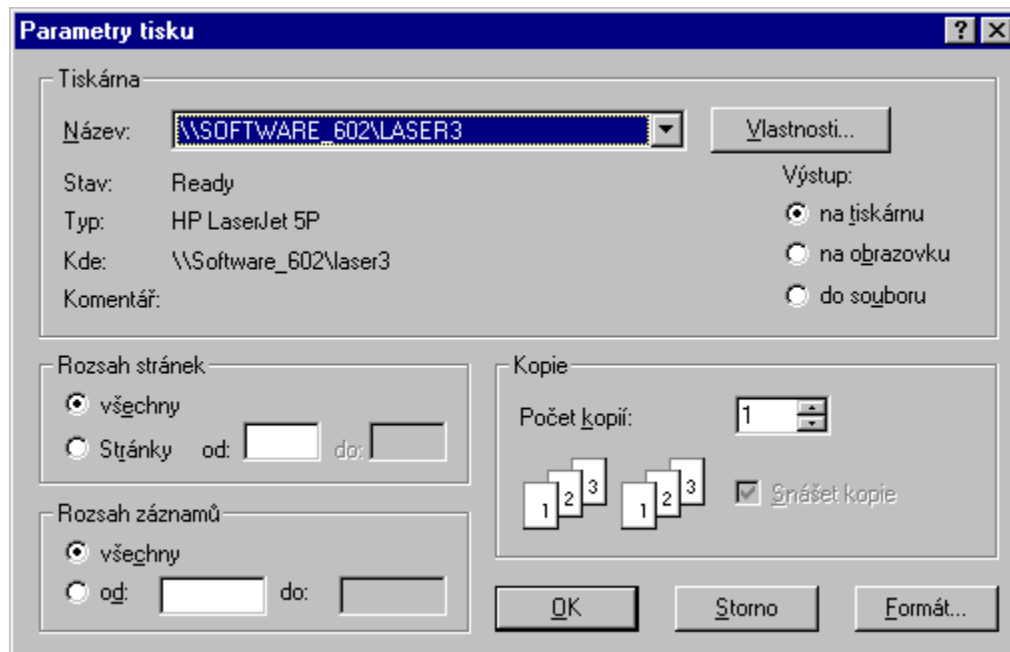 Parametry tisku
Tiskárna
Název: \\SOFTWARE_602\LASER3 Vlastnosti...
Stav: Ready
Typ: HP LaserJet 5P
Kde: \\Software_602\laser3
Komentář:
Výstup:
na tiskárnu
na obrazovku
do souboru
Rozsah stránek
všechny
Stránky od: do:
Rozsah záznamů
všechny
od: do:
Kopie
Počet kopií: 1
1 2 3 1 2 3
Snášet kopie
OK Storno Formát...